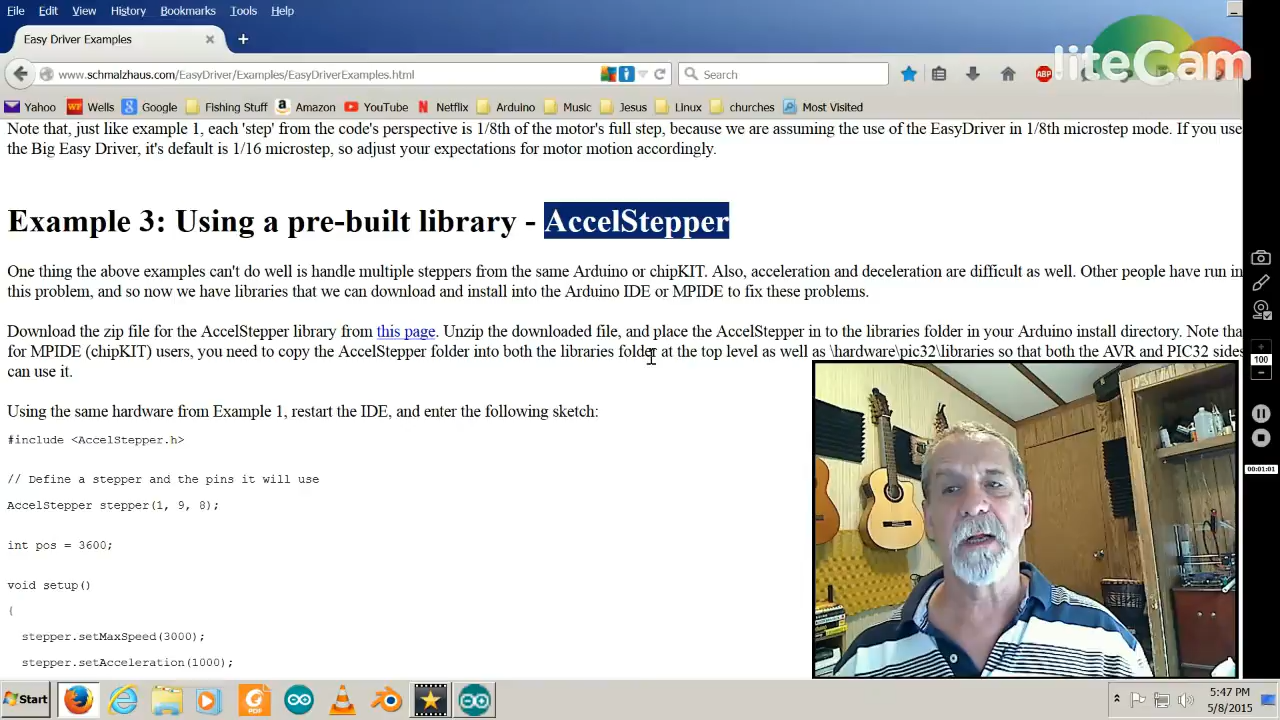 File Edit View History Bookmarks Tools Help
Easy Driver Examples
www.schmalzhaus.com/EasyDriver/Examples/EasyDriverExamples.html
Search
ABP
liteCam
Yahoo Wells Google Fishing Stuff Amazon YouTube Netflix Arduino Music Jesus Linux churches Most Visited
Note that, just like example 1, each 'step' from the code's perspective is 1/8th of the motor's full step, because we are assuming the use of the EasyDriver in 1/8th microstep mode. If you use
the Big Easy Driver, it's default is 1/16 microstep, so adjust your expectations for motor motion accordingly.
Example 3: Using a pre-built library - AccelStepper
One thing the above examples can't do well is handle multiple steppers from the same Arduino or chipKIT. Also, acceleration and deceleration are difficult as well. Other people have run in
this problem, and so now we have libraries that we can download and install into the Arduino IDE or MPIDE to fix these problems.
Download the zip file for the AccelStepper library from this page. Unzip the downloaded file, and place the AccelStepper in to the libraries folder in your Arduino install directory. Note tha
for MPIDE (chipKIT) users, you need to copy the AccelStepper folder into both the libraries folder at the top level as well as \hardware\pic32\libraries so that both the AVR and PIC32 sides
can use it.
Using the same hardware from Example 1, restart the IDE, and enter the following sketch:
#include <AccelStepper.h>
// Define a stepper and the pins it will use
AccelStepper stepper(1, 9, 8);
int pos = 3600;
void setup()
{
stepper.setMaxSpeed(3000);
stepper.setAcceleration(1000);
100
00:01:01
Start
PDF
5:47 PM
5/8/2015